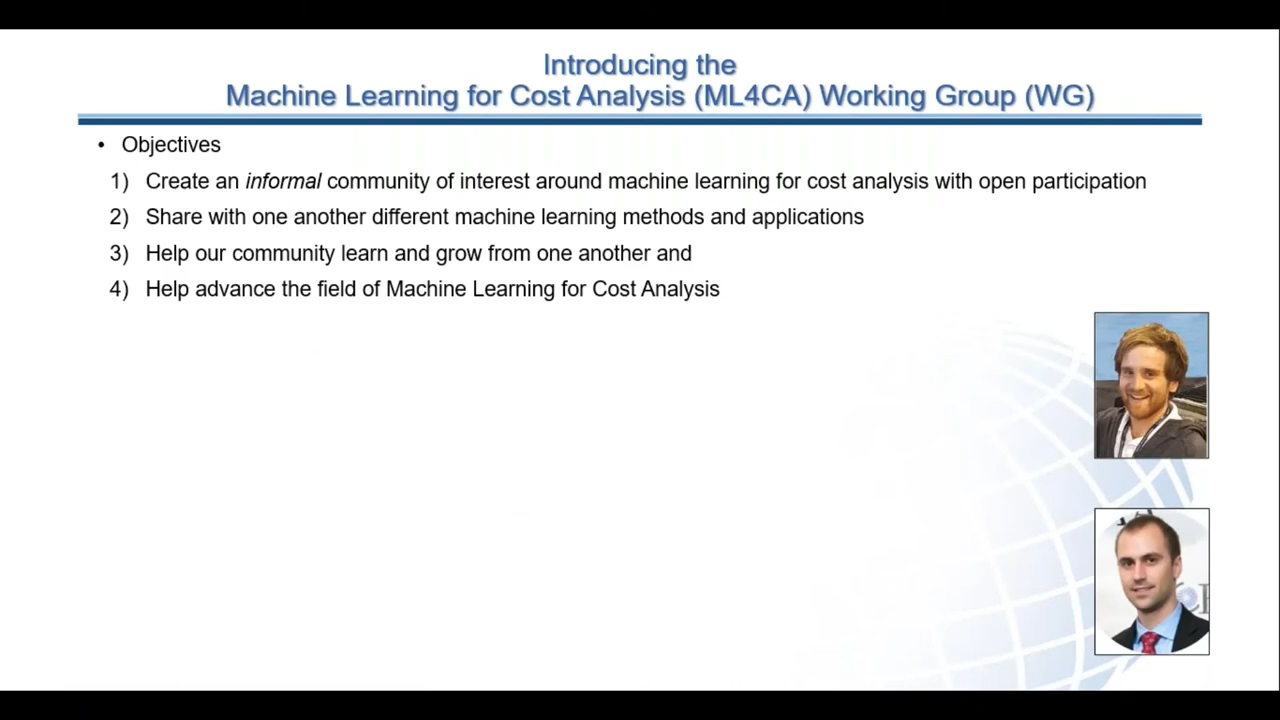 Introducing the
Machine Learning for Cost Analysis (ML4CA) Working Group (WG)
• Objectives
1) Create an informal community of interest around machine learning for cost analysis with open participation
2) Share with one another different machine learning methods and applications
3) Help our community learn and grow from one another and
4) Help advance the field of Machine Learning for Cost Analysis